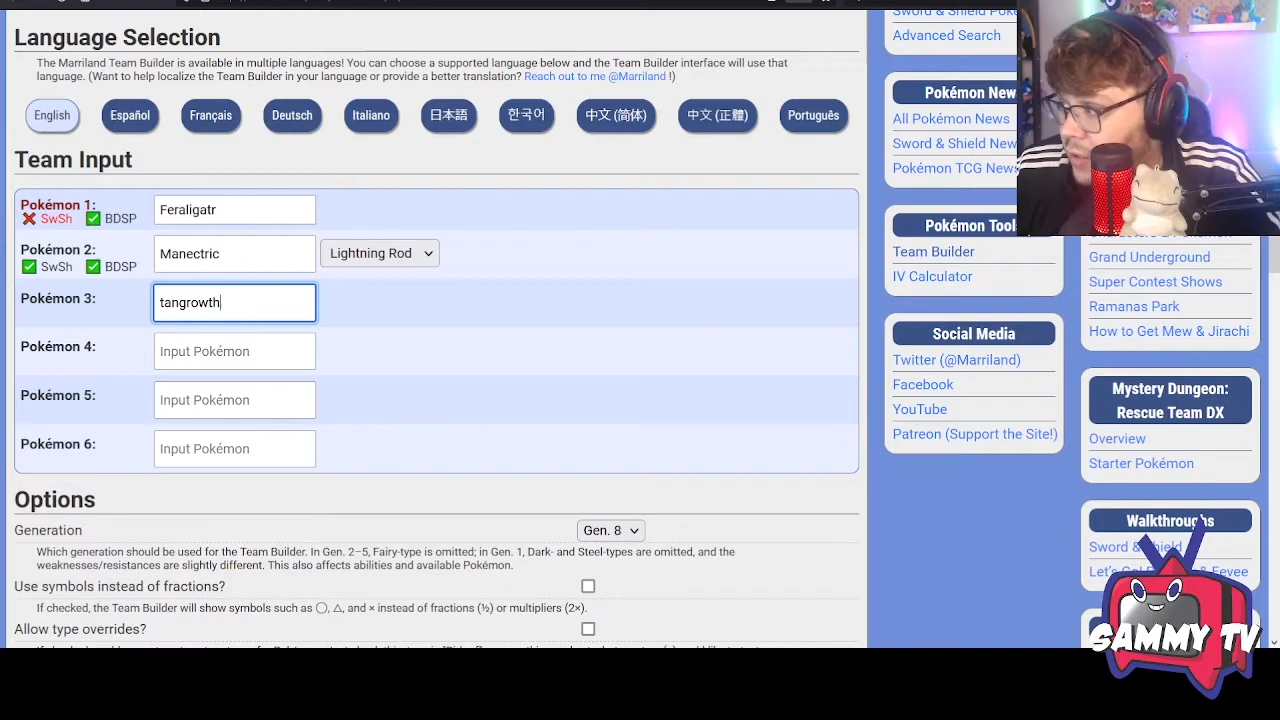 Language Selection
The Marriland Team Builder is available in multiple languages! You can choose a supported language below and the Team Builder interface will use that
language. (Want to help localize the Team Builder in your language or provide a better translation? Reach out to me @Marriland !)
English
Español
Français
Deutsch
Italiano
日本語
한국어
中文 (简体)
中文 (正體)
Português
Team Input
Pokémon 1:
SwSh BDSP
Feraligatr
Pokémon 2:
SwSh BDSP
Manectric
Lightning Rod
Pokémon 3:
tangrowth
Pokémon 4:
Input Pokémon
Pokémon 5:
Input Pokémon
Pokémon 6:
Input Pokémon
Options
Generation
Gen. 8
Which generation should be used for the Team Builder. In Gen. 2–5, Fairy-type is omitted; in Gen. 1, Dark- and Steel-types are omitted, and the
weaknesses/resistances are slightly different. This also affects abilities and available Pokémon.
Use symbols instead of fractions?
If checked, the Team Builder will show symbols such as ◯, △, and × instead of fractions (½) or multipliers (2×).
Allow type overrides?
Advanced Search
Pokémon New
All Pokémon News
Sword & Shield New
Pokémon TCG News
Pokémon Tools
Team Builder
IV Calculator
Social Media
Twitter (@Marriland)
Facebook
YouTube
Patreon (Support the Site!)
Grand Underground
Super Contest Shows
Ramanas Park
How to Get Mew & Jirachi
Mystery Dungeon:
Rescue Team DX
Overview
Starter Pokémon
Walkthroughs
Sword & Shield
Let's Go! & Eevee
SAMMY TV